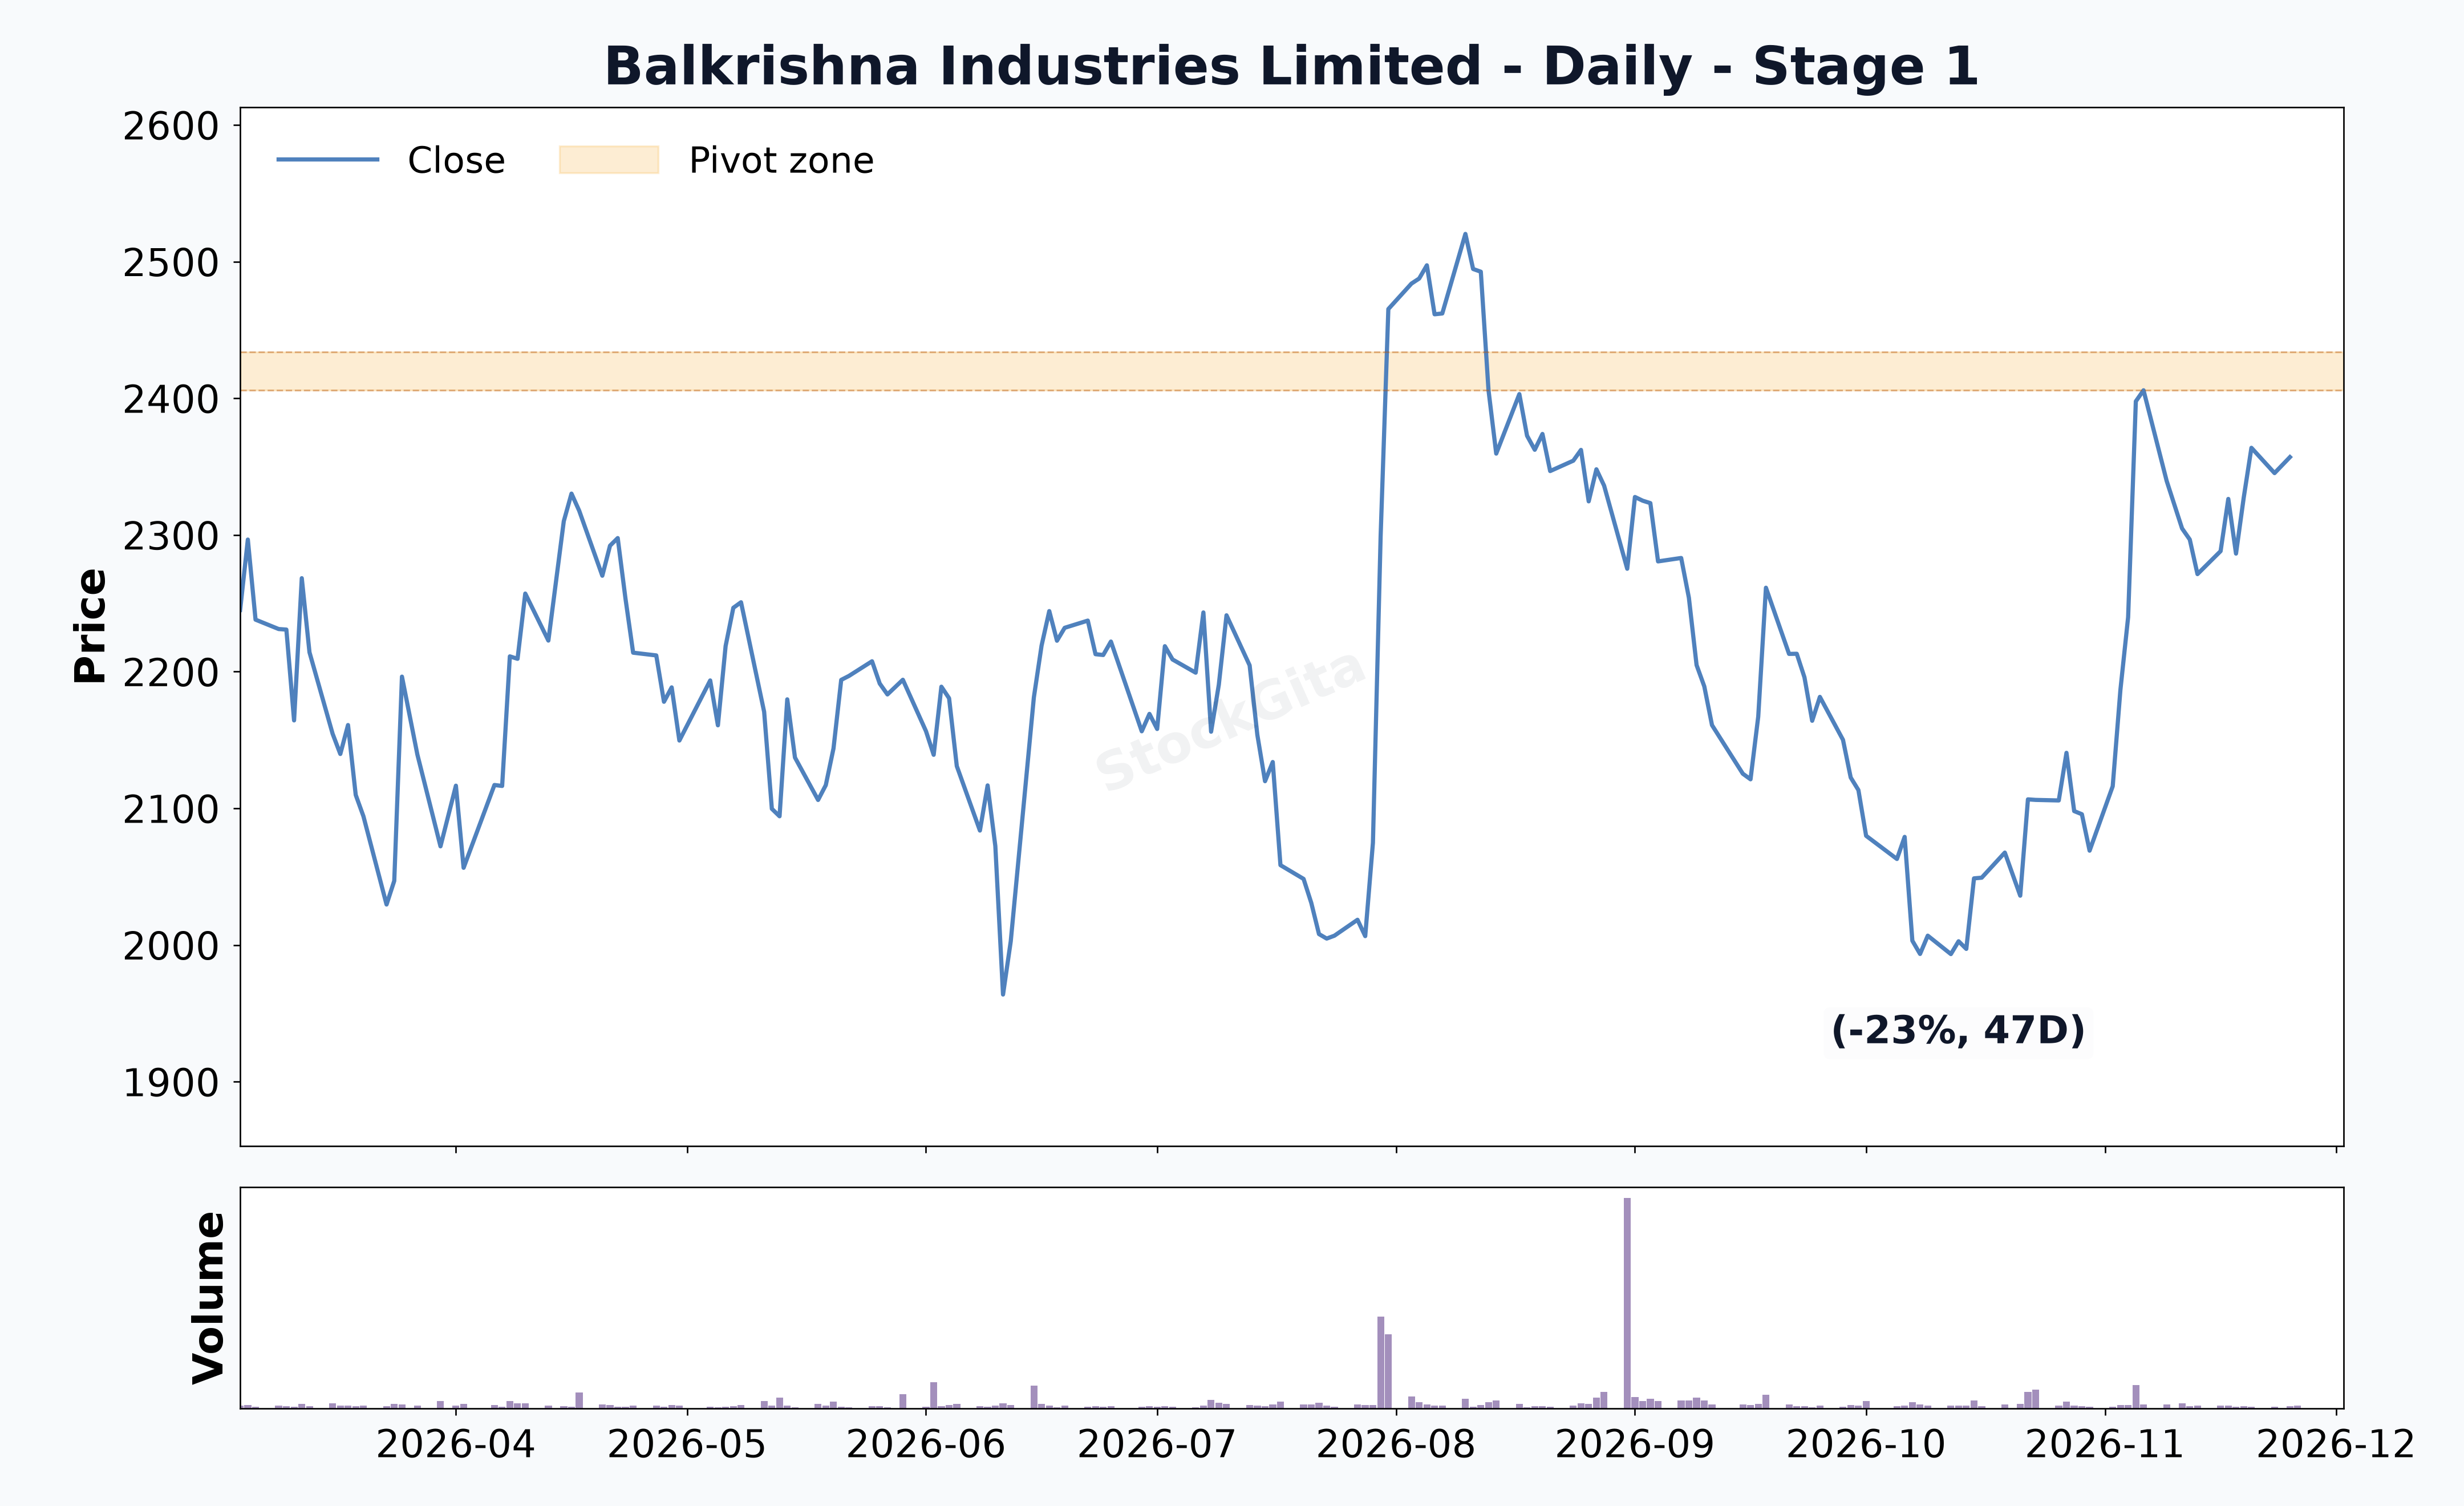 Balkrishna Industries Limited - Daily - Stage 1
Close
Pivot zone
Price
2600
2500
2400
2300
2200
2100
2000
1900
StockGita
(-23%, 47D)
Volume
2026-04
2026-05
2026-06
2026-07
2026-08
2026-09
2026-10
2026-11
2026-12